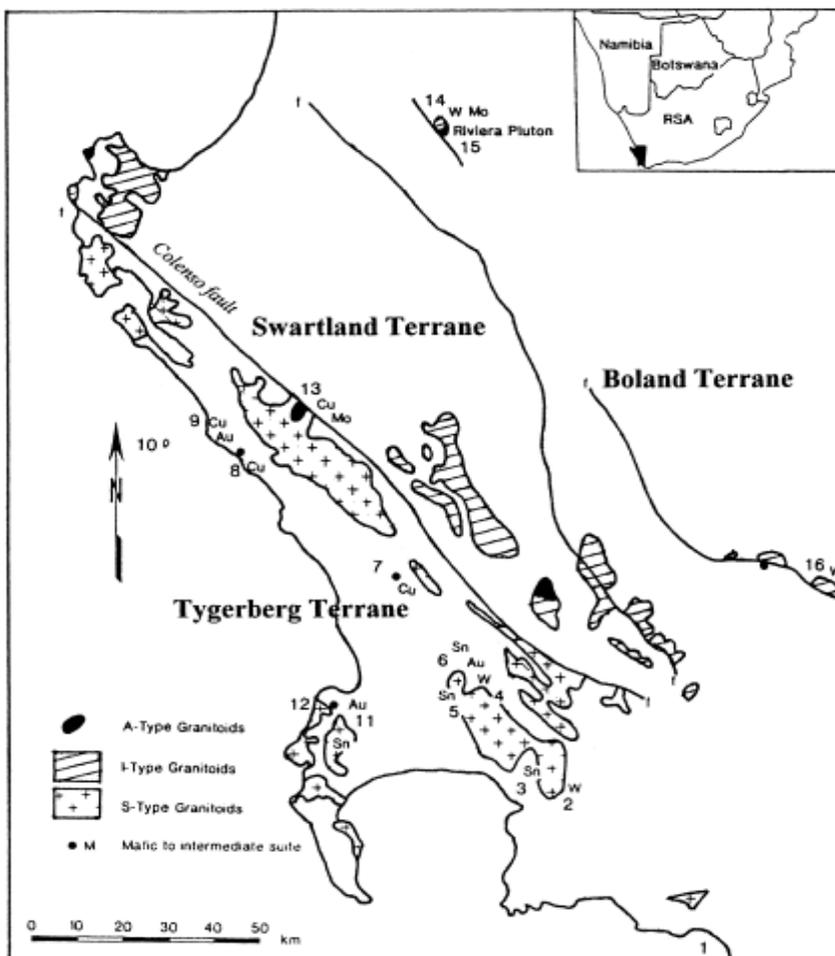 Namibia
Botswana
RSA
f
14
W Mo
Riviera Pluton
15
f
Colenso fault
Swartland Terrane
Boland Terrane
f
13
Cu
Mo
9 Cu
Au
10
8 Cu
N
7
Cu
16
Tygerberg Terrane
Sn
6 Au
W
Sn 4
5
f
f
12 Au
11
Sn
Sn
3
W
2
A-Type Granitoids
I-Type Granitoids
S-Type Granitoids
M Mafic to intermediate suite
0 10 20 30 40 50
km
1